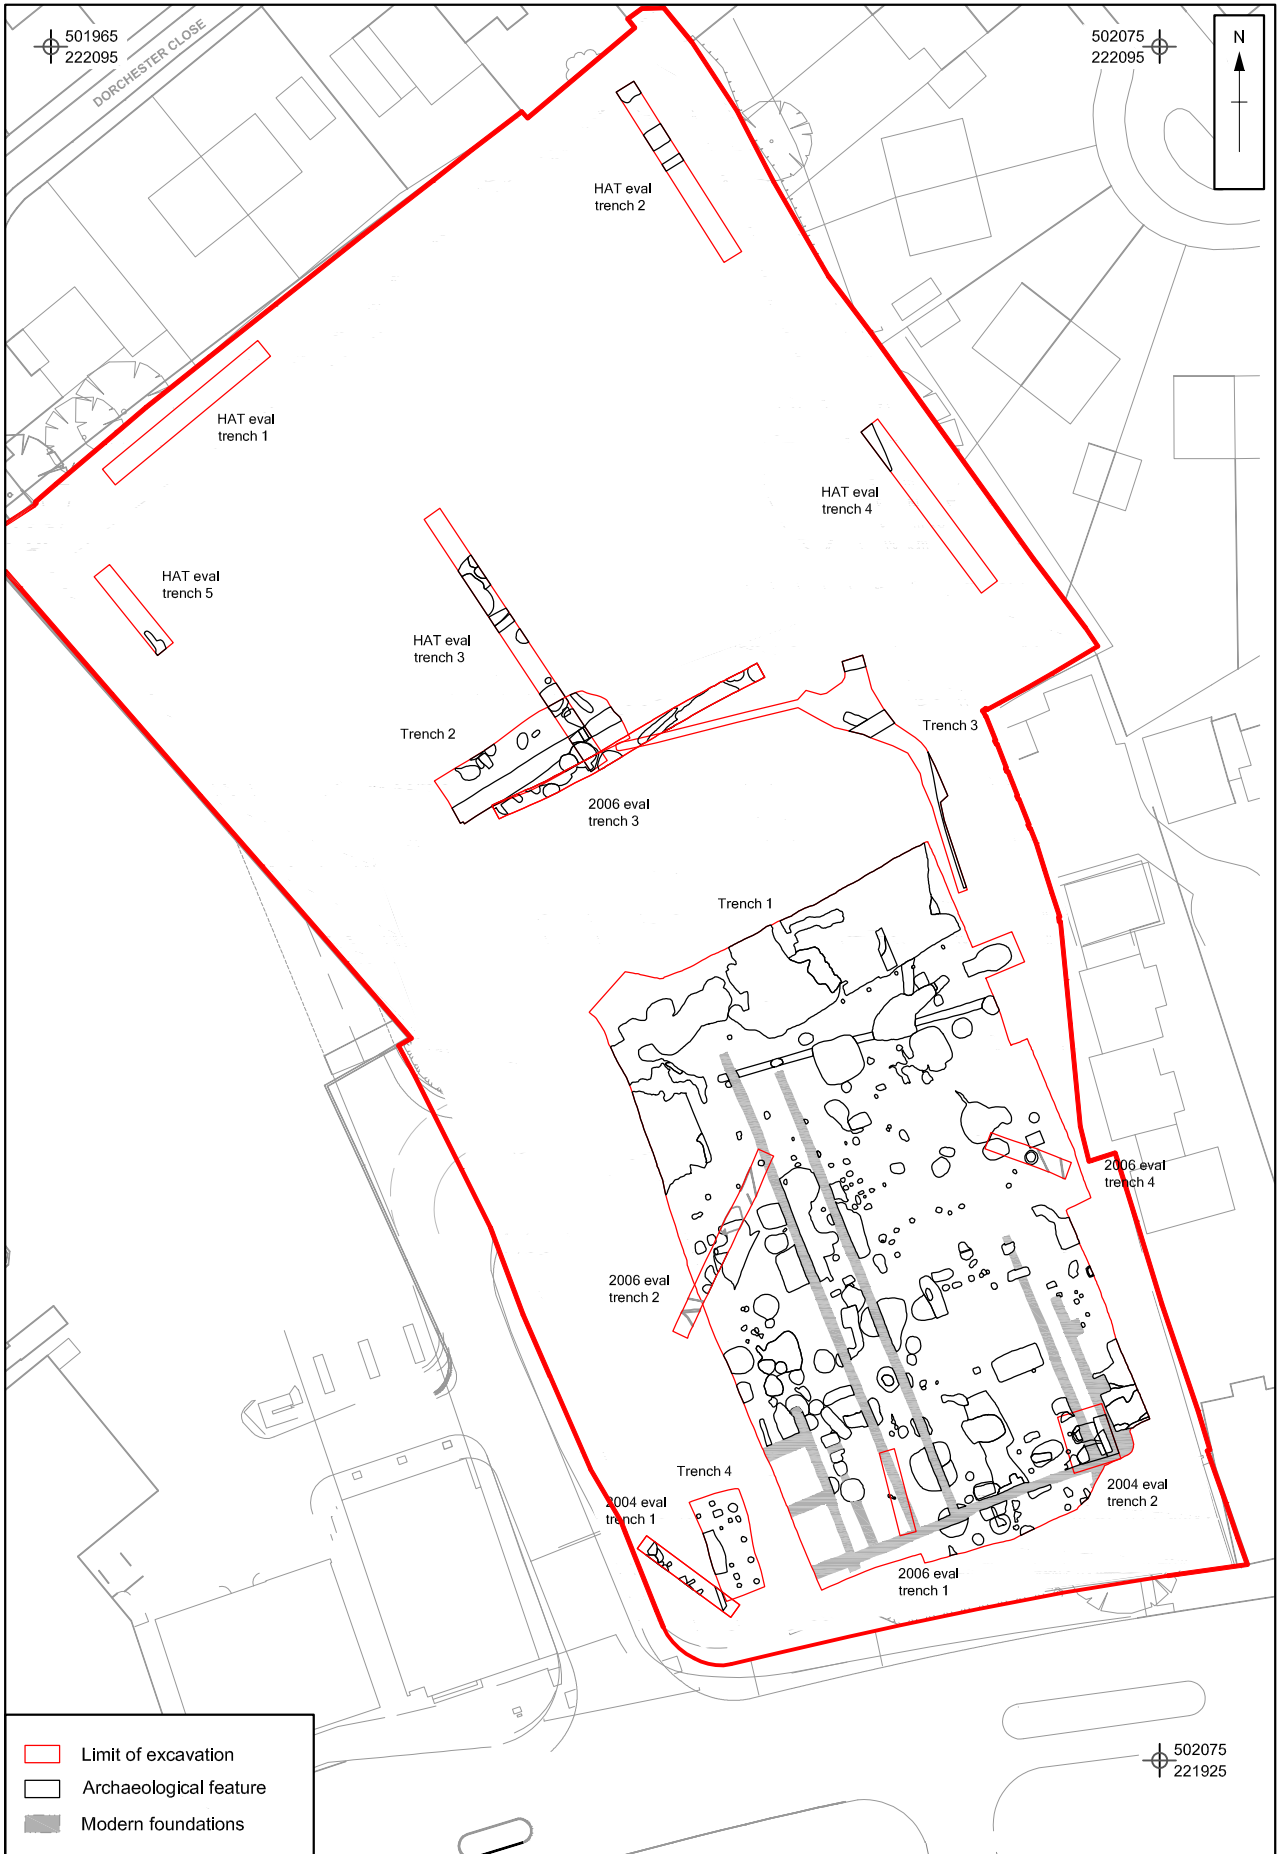 501965
222095
DORCHESTER CLOSE
502075
222095
N
HAT eval
trench 2
HAT eval
trench 1
HAT eval
trench 4
HAT eval
trench 5
HAT eval
trench 3
Trench 2
Trench 3
2006 eval
trench 3
Trench 1
2006 eval
trench 4
2006 eval
trench 2
Trench 4
2004 eval
trench 1
2004 eval
trench 2
2006 eval
trench 1
502075
221925
Limit of excavation
Archaeological feature
Modern foundations